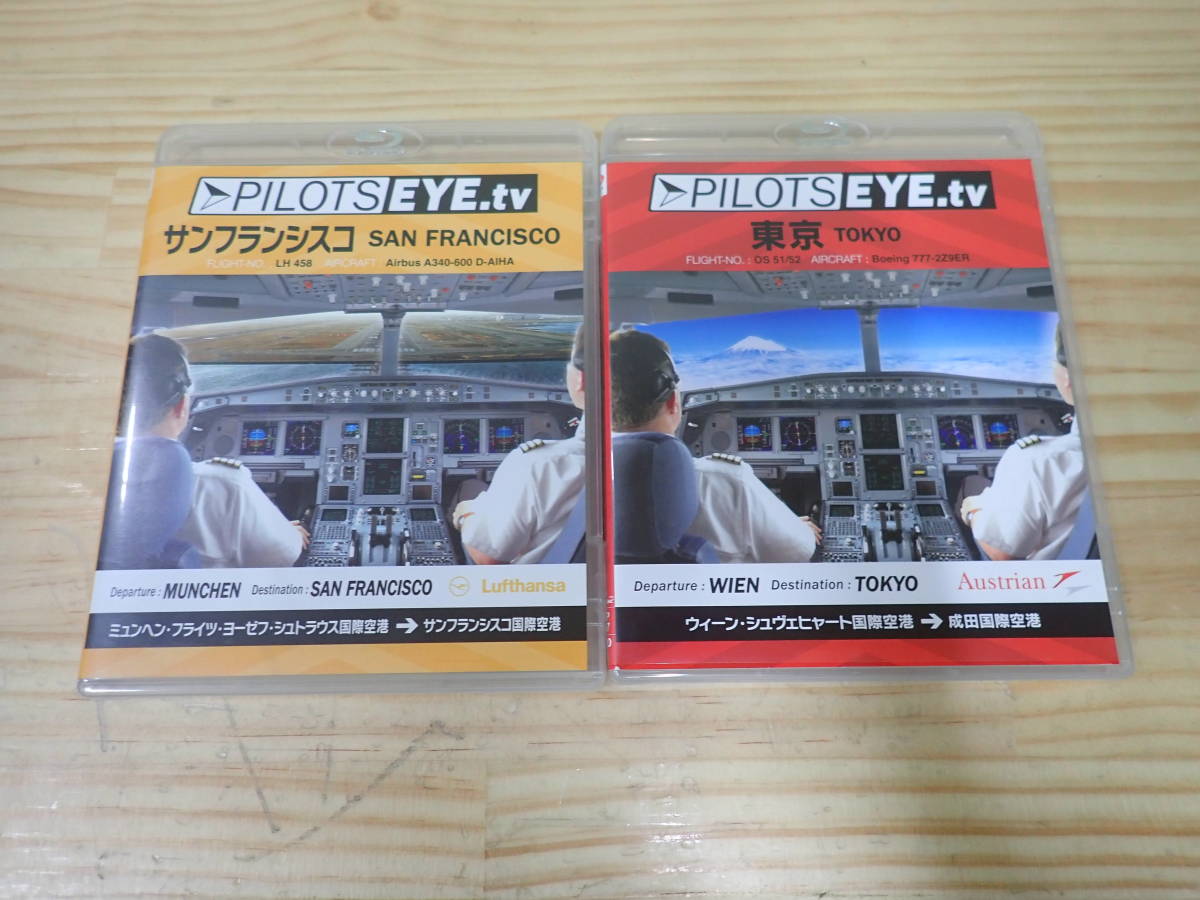 PILOTSEYE.tv
サンフランシスコ SAN FRANCISCO
FLIGHT-NO. LH 458 AIRCRAFT Airbus A340-600 D-AIHA
Departure : MUNCHEN Destination : SAN FRANCISCO Lufthansa
ミュンヘン・フライツ・ヨーゼフ・シュトラウス国際空港 → サンフランシスコ国際空港
PILOTSEYE.tv
東京 TOKYO
FLIGHT-NO. : OS 51/52 AIRCRAFT : Boeing 777-2Z9ER
Departure : WIEN Destination : TOKYO Austrian
ウィーン・シュヴェヒャート国際空港 → 成田国際空港